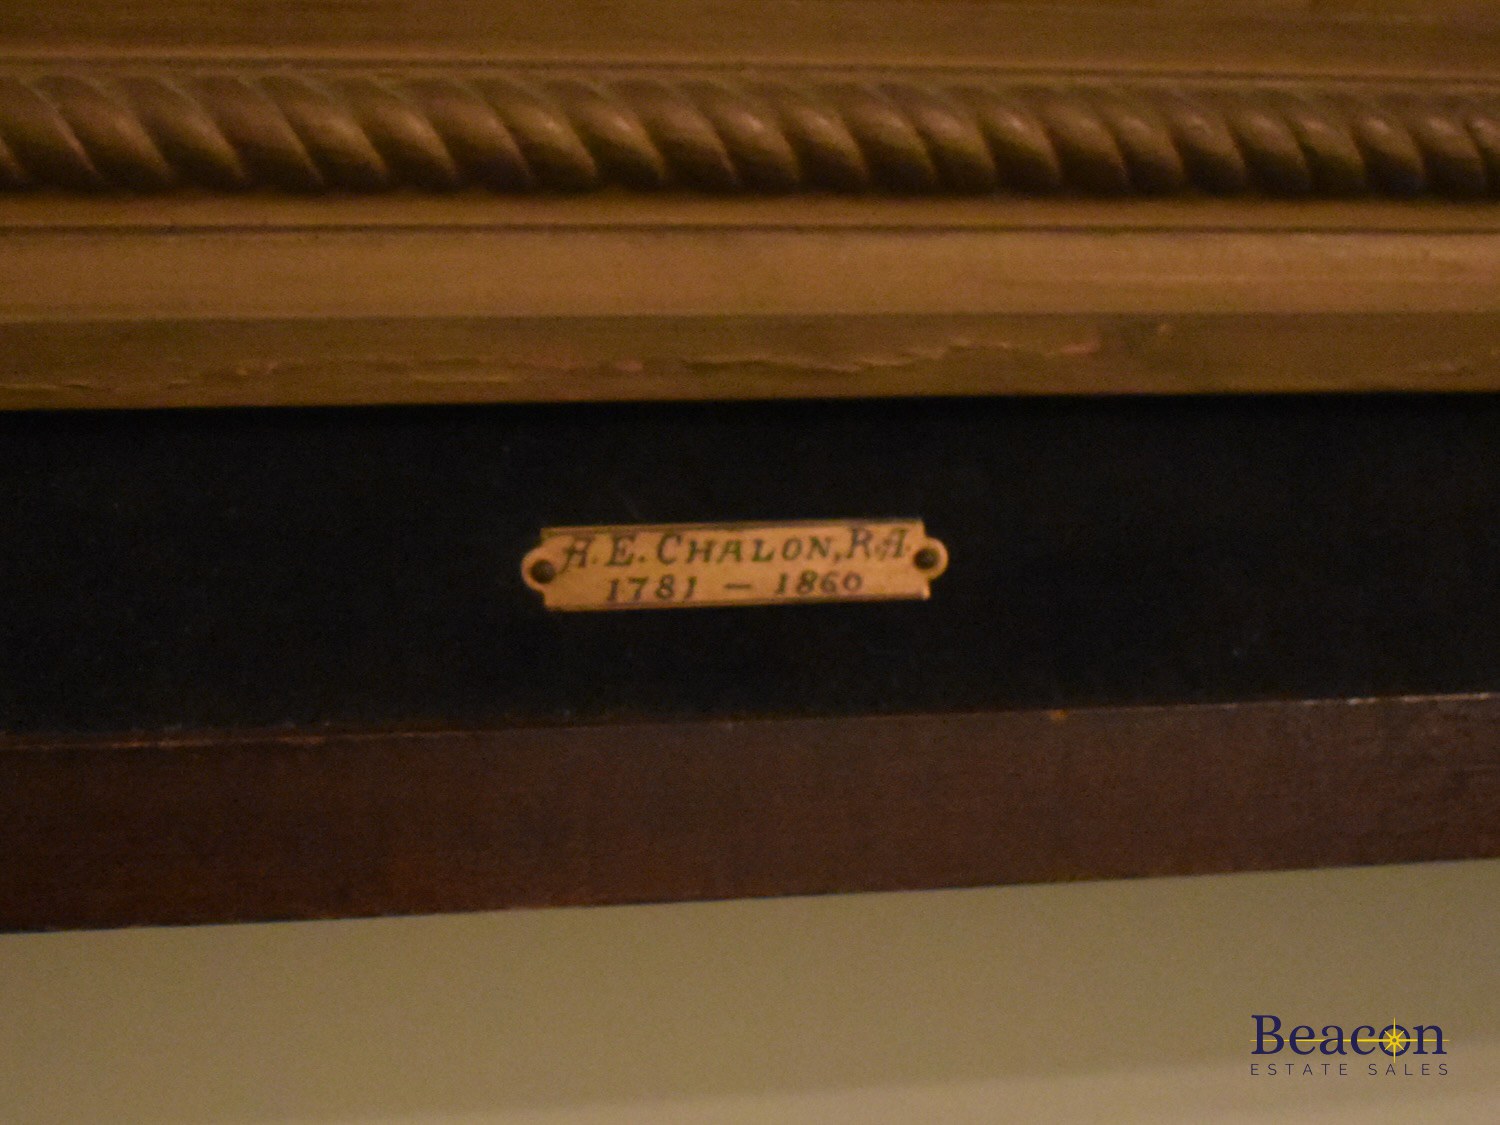 A. E. CHALON, R.A.
1781 — 1860
Beacon
ESTATE SALES